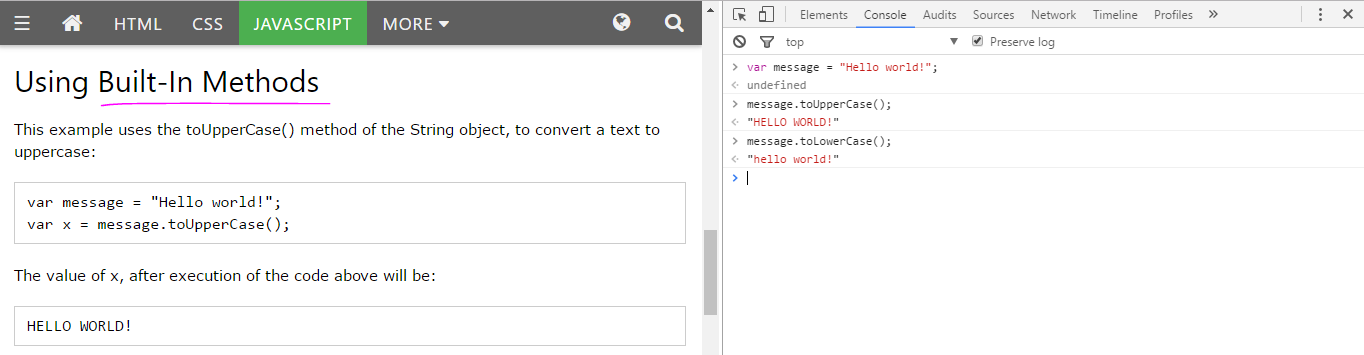 HTML CSS JAVASCRIPT MORE
Using Built-In Methods
This example uses the toUpperCase() method of the String object, to convert a text to
uppercase:
var message = "Hello world!";
var x = message.toUpperCase();
The value of x, after execution of the code above will be:
HELLO WORLD!
Elements Console Audits Sources Network Timeline Profiles
top Preserve log
var message = "Hello world!";
undefined
message.toUpperCase();
"HELLO WORLD!"
message.toLowerCase();
"hello world!"